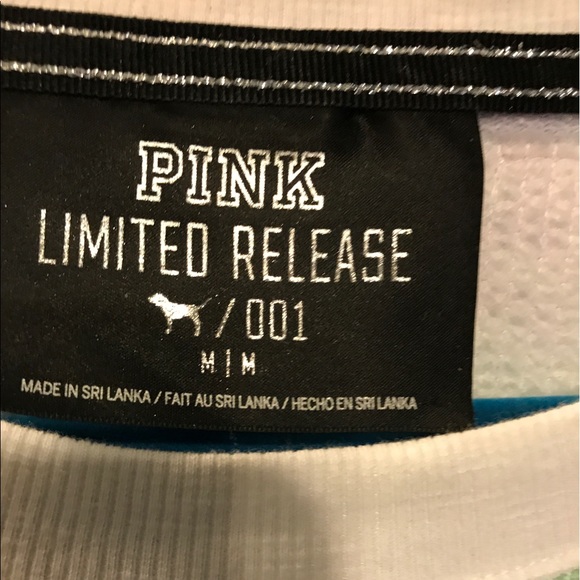 PINK
LIMITED RELEASE
/ 001
M | M
MADE IN SRI LANKA / FAIT AU SRI LANKA / HECHO EN SRI LANKA